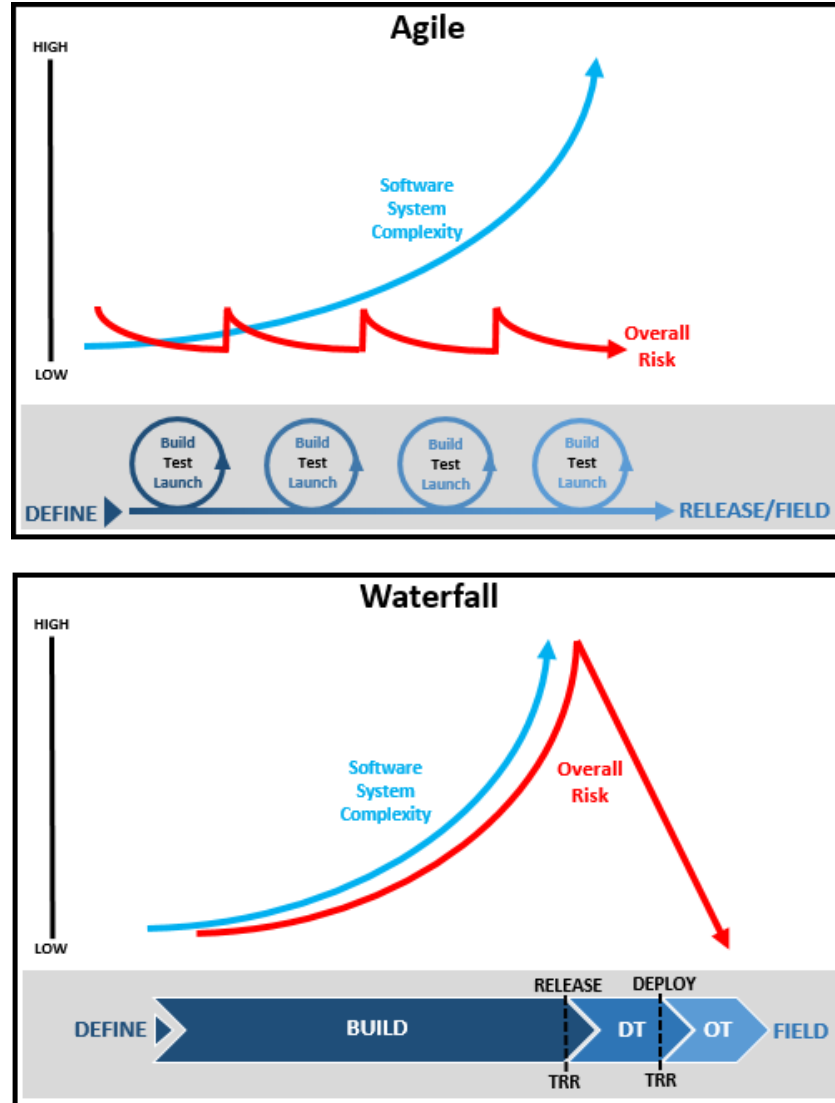 Agile
HIGH
Software
System
Complexity
Overall
Risk
LOW
Build
Test
Launch
Build
Test
Launch
Build
Test
Launch
Build
Test
Launch
DEFINE
RELEASE/FIELD
Waterfall
HIGH
Software
System
Complexity
Overall
Risk
LOW
RELEASE
DEPLOY
DEFINE
BUILD
DT
OT
FIELD
TRR
TRR